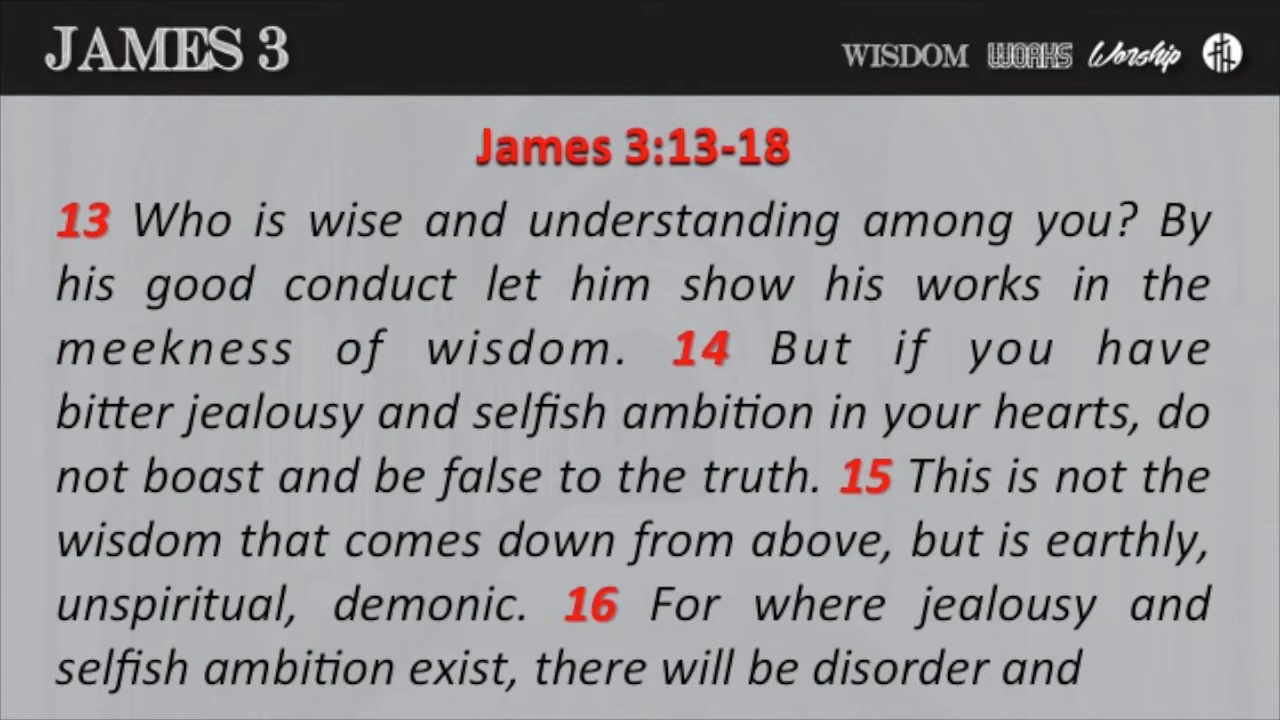 JAMES 3
WISDOM WORKS Worship
James 3:13-18
13 Who is wise and understanding among you? By
his good conduct let him show his works in the
meekness of wisdom. 14 But if you have
bitter jealousy and selfish ambition in your hearts, do
not boast and be false to the truth. 15 This is not the
wisdom that comes down from above, but is earthly,
unspiritual, demonic. 16 For where jealousy and
selfish ambition exist, there will be disorder and